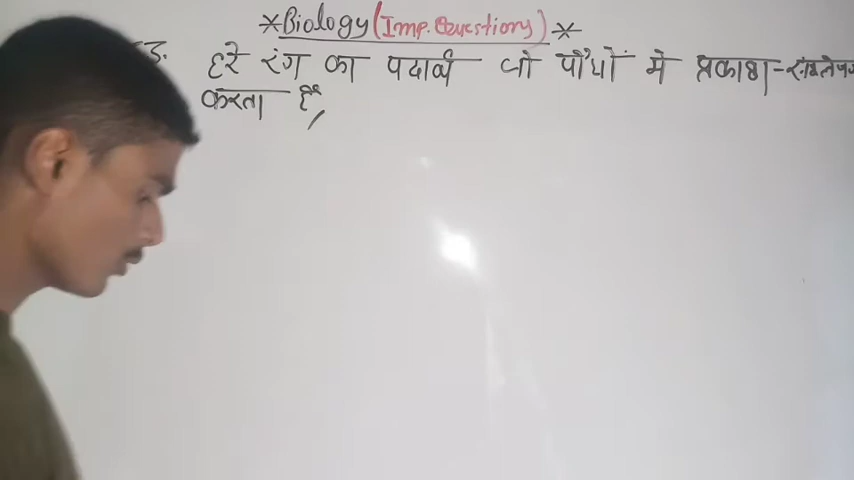 *Biology(Imp. Questions)*
हरे रंग का पदार्थ जो पौधों में प्रकाश-संश्लेषण
करता है,